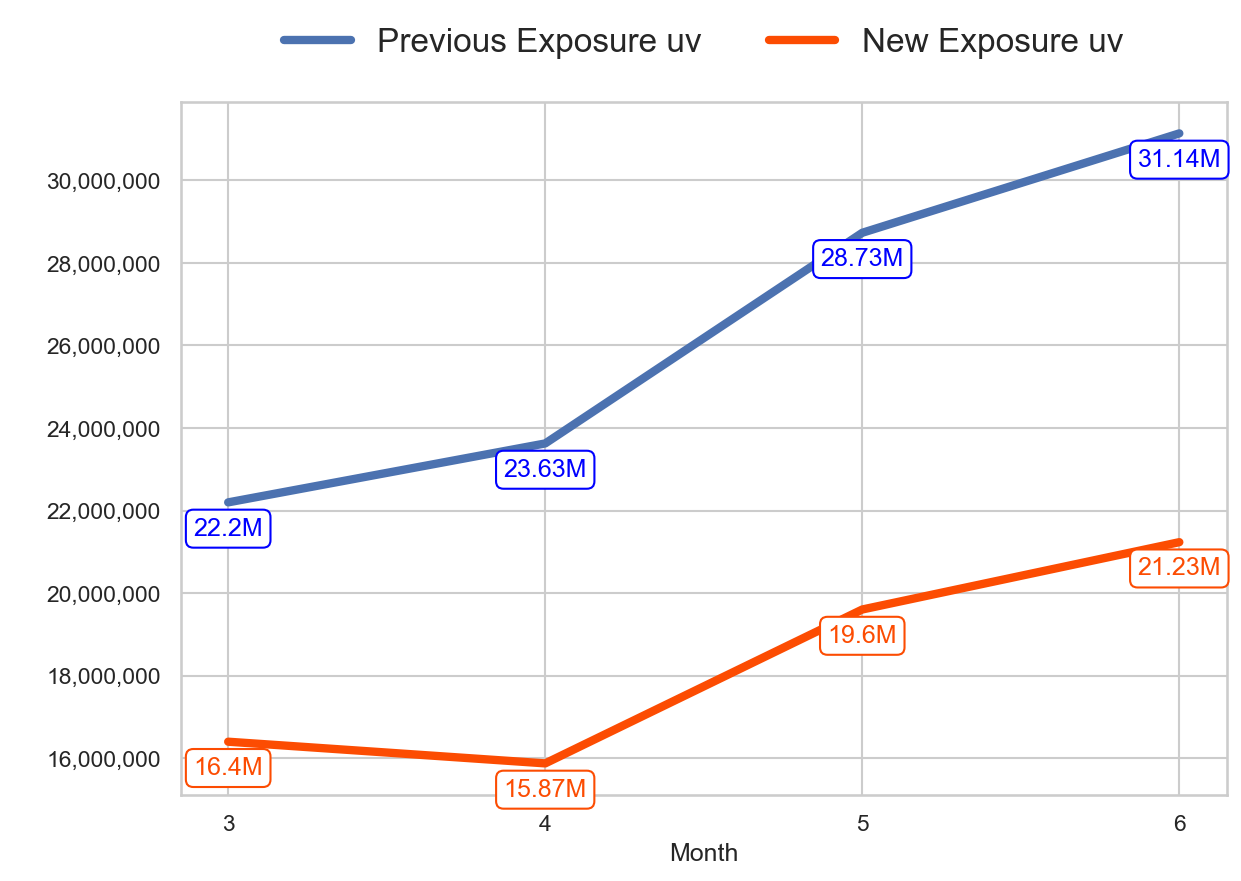 Previous Exposure uv New Exposure uv
30,000,000
28,000,000
26,000,000
24,000,000
22,000,000
20,000,000
18,000,000
16,000,000
31.14M
28.73M
23.63M
22.2M
21.23M
19.6M
16.4M
15.87M
3 4 5 6
Month